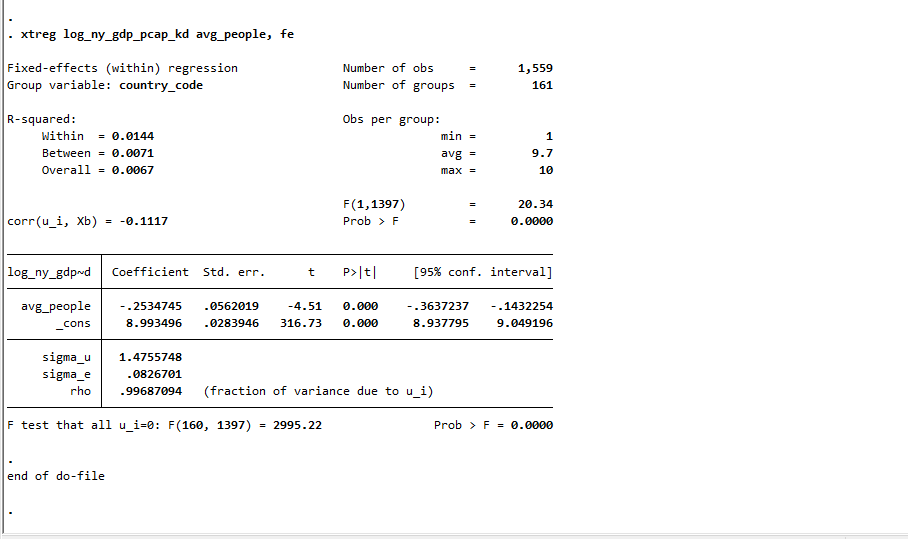 .
. xtreg log_ny_gdp_pcap_kd avg_people, fe
Fixed-effects (within) regression Number of obs = 1,559
Group variable: country_code Number of groups = 161
R-squared: Obs per group:
Within = 0.0144 min = 1
Between = 0.0071 avg = 9.7
Overall = 0.0067 max = 10
F(1,1397) = 20.34
corr(u_i, Xb) = -0.1117 Prob > F = 0.0000
log_ny_gdp~d Coefficient Std. err. t P>|t| [95% conf. interval]
avg_people -.2534745 .0562019 -4.51 0.000 -.3637237 -.1432254
_cons 8.993496 .0283946 316.73 0.000 8.937795 9.049196
sigma_u 1.4755748
sigma_e .0826701
rho .99687094 (fraction of variance due to u_i)
F test that all u_i=0: F(160, 1397) = 2995.22 Prob > F = 0.0000
.
end of do-file
.